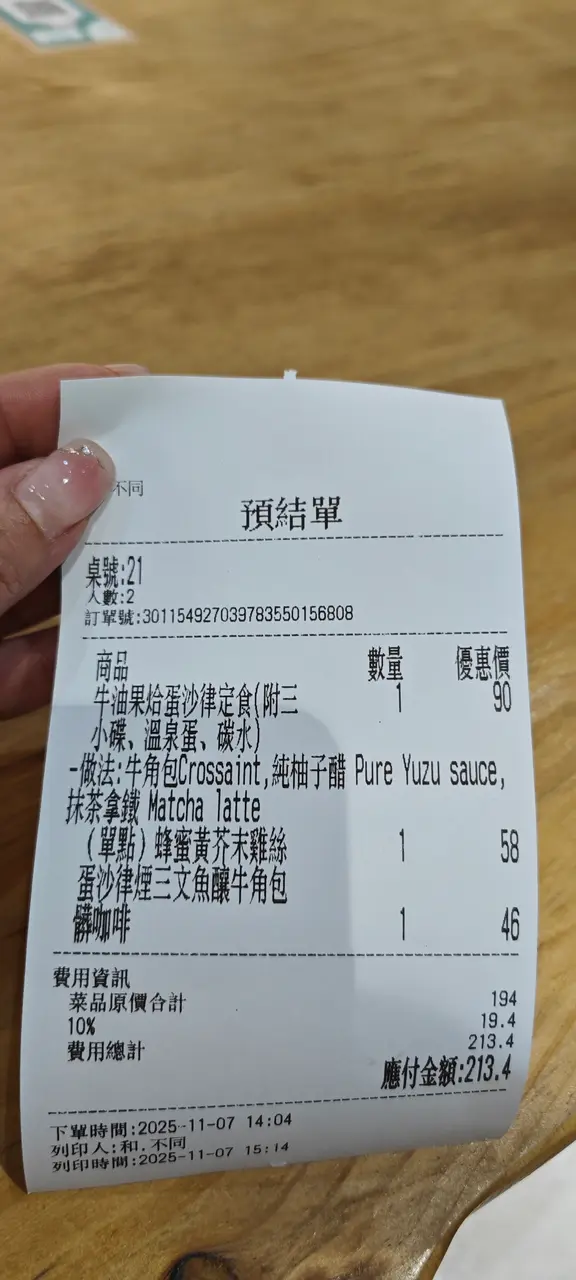 不同
預結單
桌號:21
人數:2
訂單號:301154927039783550156808
商品 數量 優惠價
牛油果焓蛋沙律定食(附三 1 90
小碟、溫泉蛋、碳水)
-做法:牛角包Crossaint,純柚子醋 Pure Yuzu sauce,
抹茶拿鐵 Matcha latte
(單點)蜂蜜黃芥末雞絲 1 58
蛋沙律煙三文魚釀牛角包
髒咖啡 1 46
費用資訊
菜品原價合計 194
10% 19.4
費用總計 213.4
應付金額:213.4
下單時間:2025-11-07 14:04
列印人:和.不同
列印時間:2025-11-07 15:14